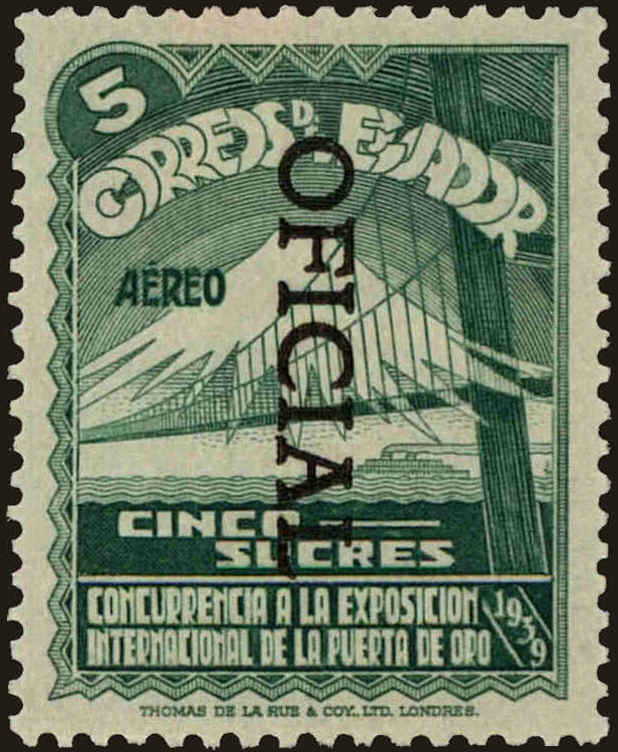 5
CORREOS DEL ECUADOR
AÉREO
OFICIAL
CINCO
SUCRES
CONCURRENCIA A LA EXPOSICION
INTERNACIONAL DE LA PUERTA DE ORO
1939
THOMAS DE LA RUE & COY. LTD. LONDRES.